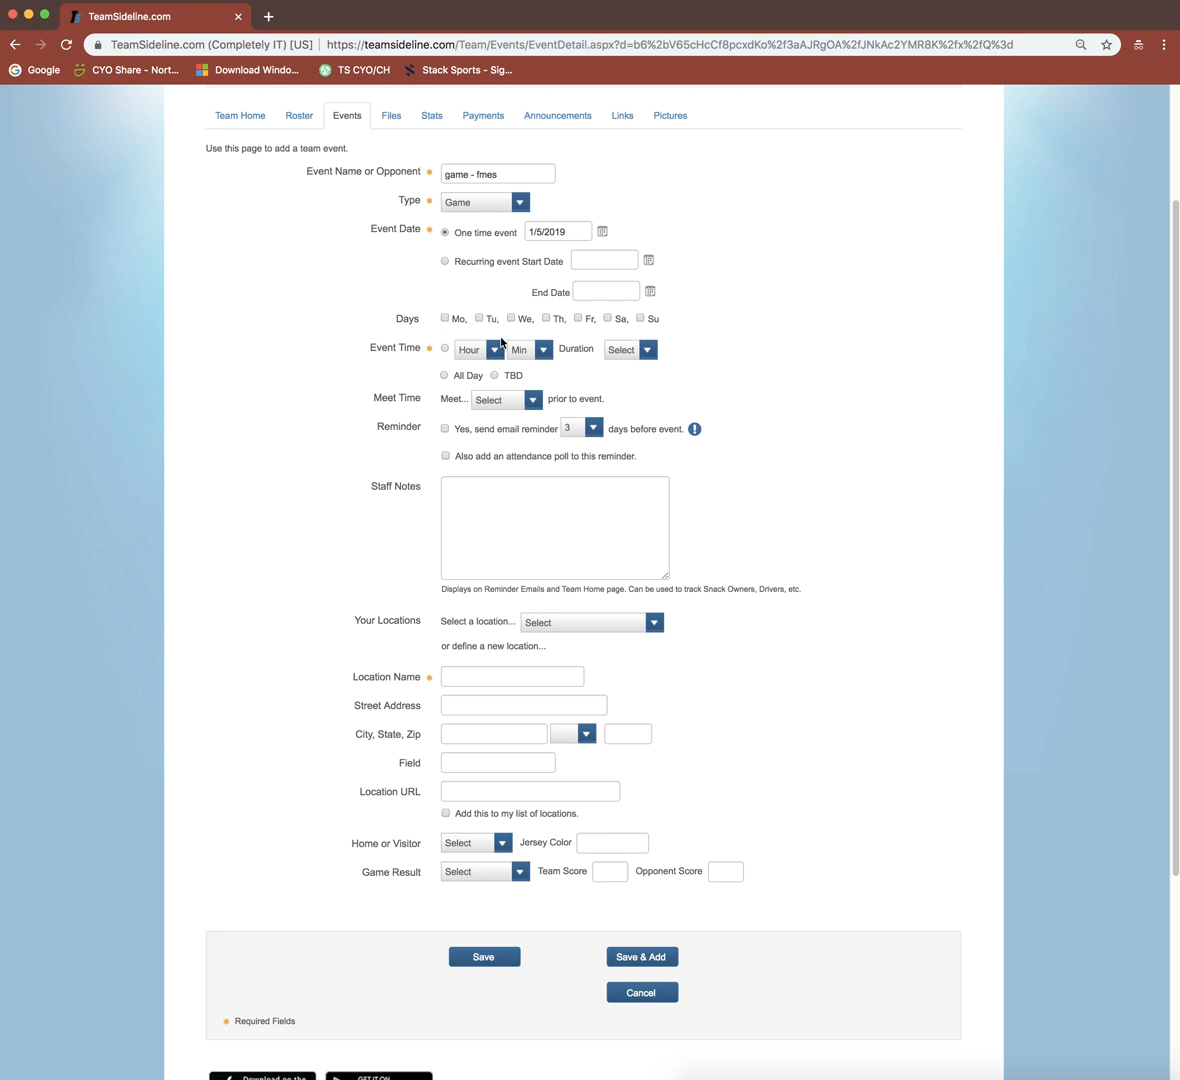 TeamSideline.com
TeamSideline.com (Completely IT) [US] | https://teamsideline.com/Team/Events/EventDetail.aspx?d=b6%2bV65cHcCf8pcxdKo%2f3aAJRgOA%2fJNkAc2YMR8K%2fx%2fQ%3d
Google CYO Share - Nort... Download Windo... TS CYO/CH Stack Sports - Sig...
Team Home Roster Events Files Stats Payments Announcements Links Pictures
Use this page to add a team event.
Event Name or Opponent * game - fmes
Type * Game
Event Date * One time event 1/5/2019
Recurring event Start Date
End Date
Days Mo, Tu, We, Th, Fr, Sa, Su
Event Time * Hour Min Duration Select
All Day TBD
Meet Time Meet... Select prior to event.
Reminder Yes, send email reminder 3 days before event.
Also add an attendance poll to this reminder.
Staff Notes
Displays on Reminder Emails and Team Home page. Can be used to track Snack Owners, Drivers, etc.
Your Locations Select a location... Select
or define a new location...
Location Name *
Street Address
City, State, Zip
Field
Location URL
Add this to my list of locations.
Home or Visitor Select Jersey Color
Game Result Select Team Score Opponent Score
Save Save & Add
Cancel
* Required Fields
Download on the GET IT ON